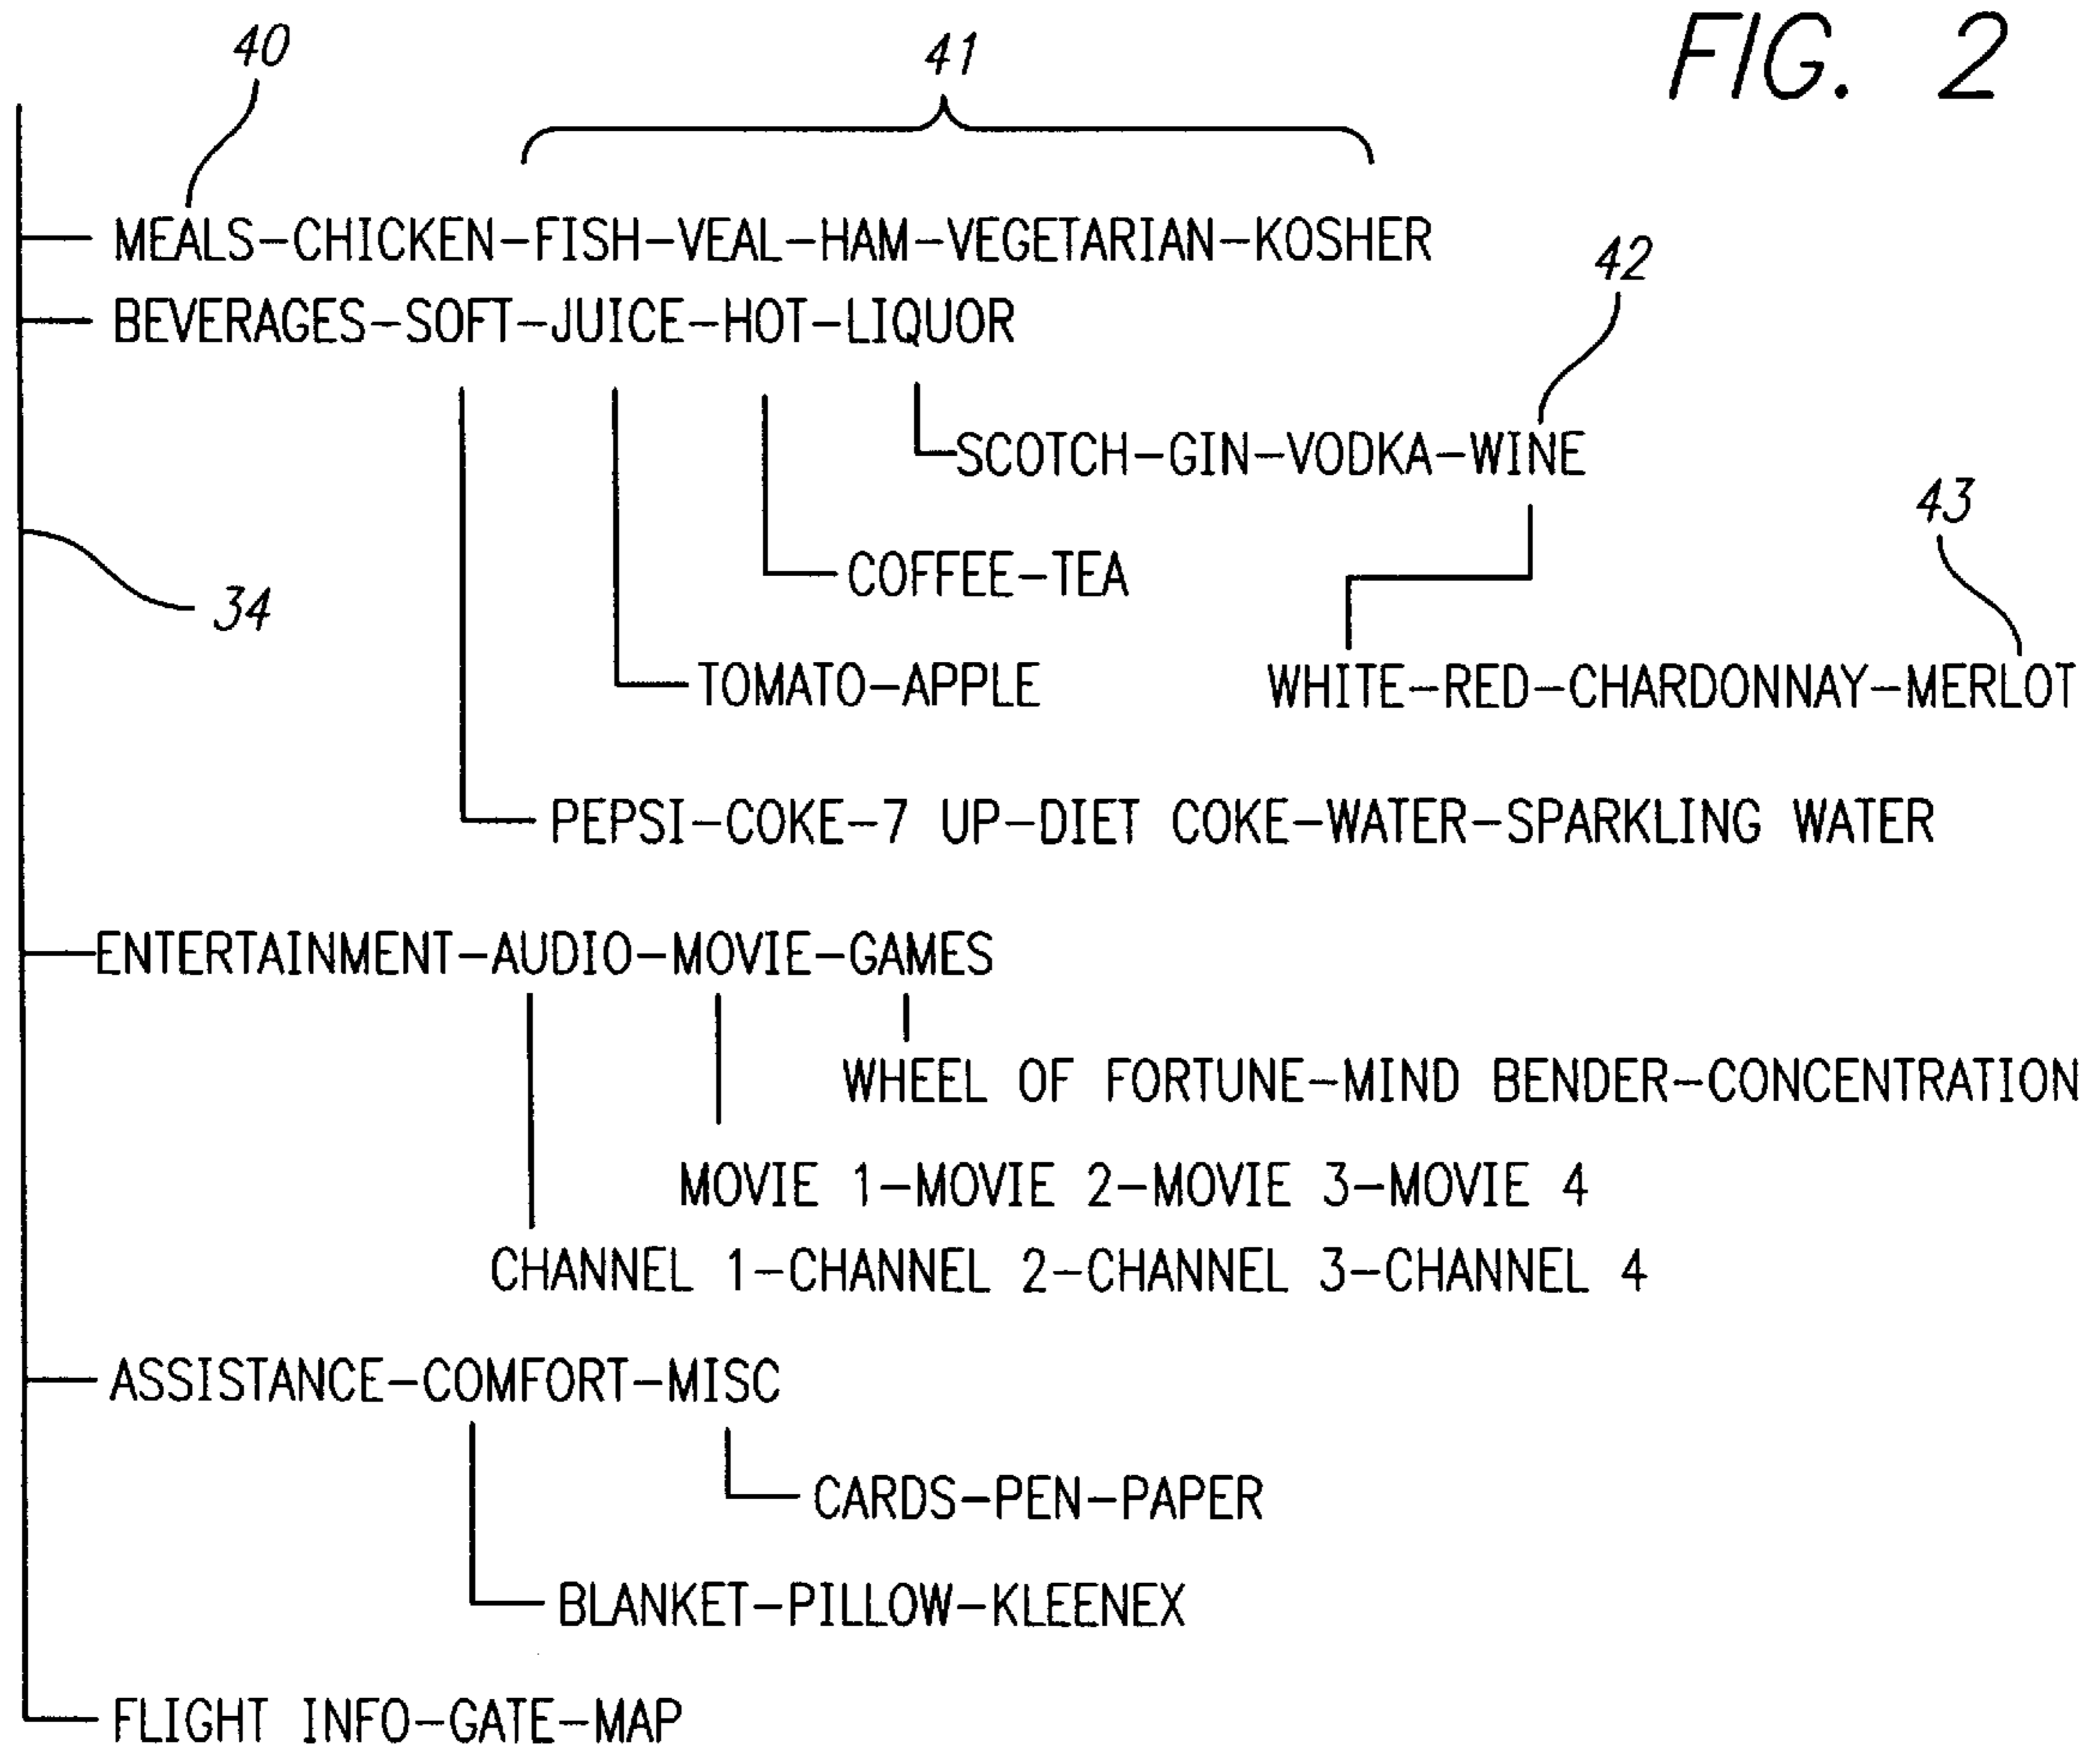 FIG. 2
40
41
MEALS-CHICKEN-FISH-VEAL-HAM-VEGETARIAN-KOSHER
42
BEVERAGES-SOFT-JUICE-HOT-LIQUOR
SCOTCH-GIN-VODKA-WINE
43
COFFEE-TEA
34
TOMATO-APPLE
WHITE-RED-CHARDONNAY-MERLOT
PEPSI-COKE-7 UP-DIET COKE-WATER-SPARKLING WATER
ENTERTAINMENT-AUDIO-MOVIE-GAMES
WHEEL OF FORTUNE-MIND BENDER-CONCENTRATION
MOVIE 1-MOVIE 2-MOVIE 3-MOVIE 4
CHANNEL 1-CHANNEL 2-CHANNEL 3-CHANNEL 4
ASSISTANCE-COMFORT-MISC
CARDS-PEN-PAPER
BLANKET-PILLOW-KLEENEX
FLIGHT INFO-GATE-MAP